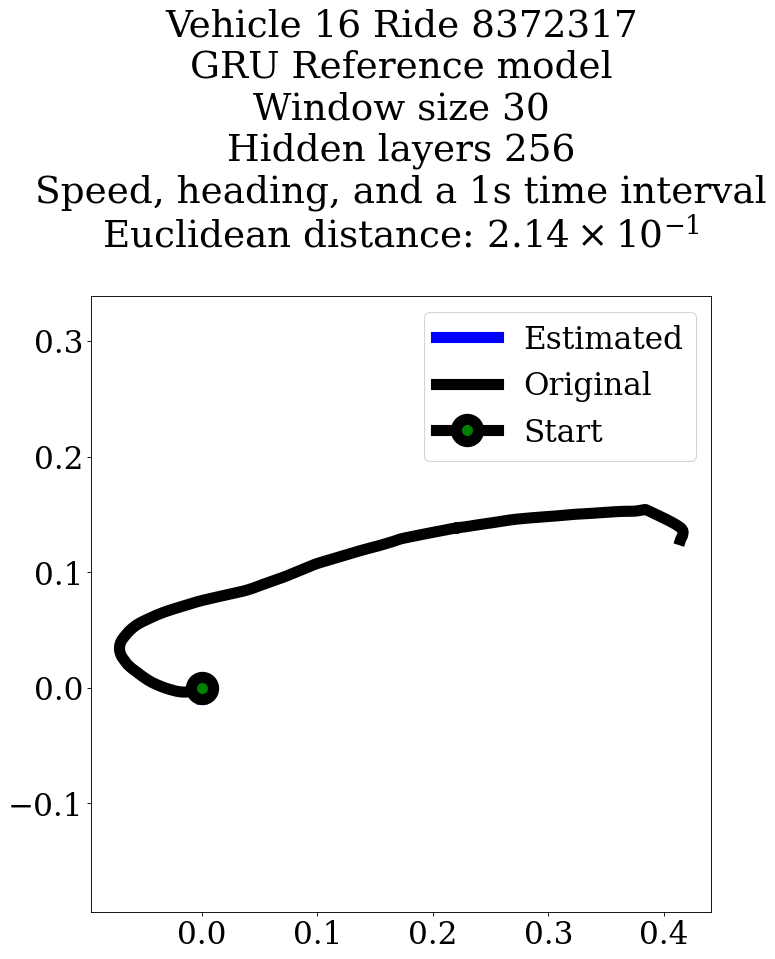 Vehicle 16 Ride 8372317
GRU Reference model
Window size 30
Hidden layers 256
Speed, heading, and a 1s time interval
Euclidean distance: 2.14 × 10⁻¹
Estimated
Original
Start
0.3
0.2
0.1
0.0
−0.1
0.0 0.1 0.2 0.3 0.4